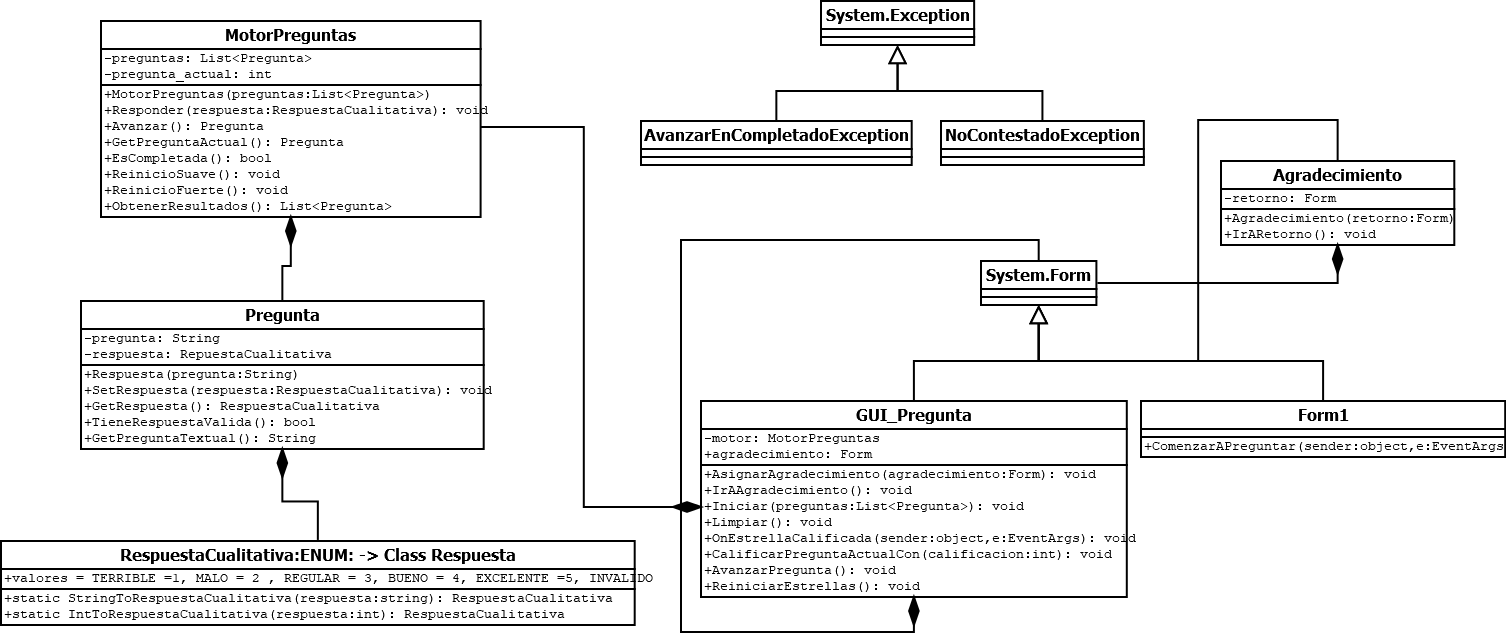 MotorPreguntas
-preguntas: List<Pregunta>
-pregunta_actual: int
+MotorPreguntas(preguntas:List<Pregunta>)
+Responder(respuesta:RespuestaCualitativa): void
+Avanzar(): Pregunta
+GetPreguntaActual(): Pregunta
+EsCompletada(): bool
+ReinicioSuave(): void
+ReinicioFuerte(): void
+ObtenerResultados(): List<Pregunta>
System.Exception
AvanzarEnCompletadoException
NoContestadoException
Agradecimiento
-retorno: Form
+Agradecimiento(retorno:Form)
+IrARetorno(): void
System.Form
Pregunta
-pregunta: String
-respuesta: RepuestaCualitativa
+Respuesta(pregunta:String)
+SetRespuesta(respuesta:RespuestaCualitativa): void
+GetRespuesta(): RespuestaCualitativa
+TieneRespuestaValida(): bool
+GetPreguntaTextual(): String
GUI_Pregunta
-motor: MotorPreguntas
+agradecimiento: Form
+AsignarAgradecimiento(agradecimiento:Form): void
+IrAAgradecimiento(): void
+Iniciar(preguntas:List<Pregunta>): void
+Limpiar(): void
+OnEstrellaCalificada(sender:object,e:EventArgs): void
+CalificarPreguntaActualCon(calificacion:int): void
+AvanzarPregunta(): void
+ReiniciarEstrellas(): void
Form1
+ComenzarAPreguntar(sender:object,e:EventArgs
RespuestaCualitativa:ENUM: -> Class Respuesta
+valores = TERRIBLE =1, MALO = 2 , REGULAR = 3, BUENO = 4, EXCELENTE =5, INVALIDO
+static StringToRespuestaCualitativa(respuesta:string): RespuestaCualitativa
+static IntToRespuestaCualitativa(respuesta:int): RespuestaCualitativa